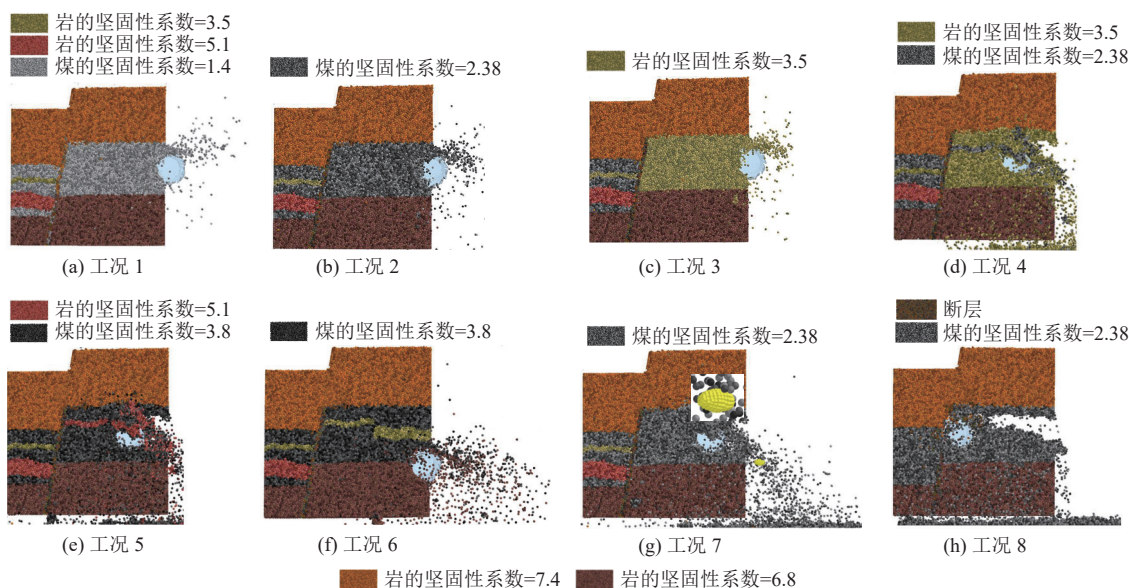 岩的坚固性系数=3.5
岩的坚固性系数=5.1
煤的坚固性系数=1.4
(a) 工况 1
煤的坚固性系数=2.38
(b) 工况 2
岩的坚固性系数=3.5
(c) 工况 3
岩的坚固性系数=3.5
煤的坚固性系数=2.38
(d) 工况 4
岩的坚固性系数=5.1
煤的坚固性系数=3.8
(e) 工况 5
煤的坚固性系数=3.8
(f) 工况 6
煤的坚固性系数=2.38
(g) 工况 7
断层
煤的坚固性系数=2.38
(h) 工况 8
岩的坚固性系数=7.4
岩的坚固性系数=6.8